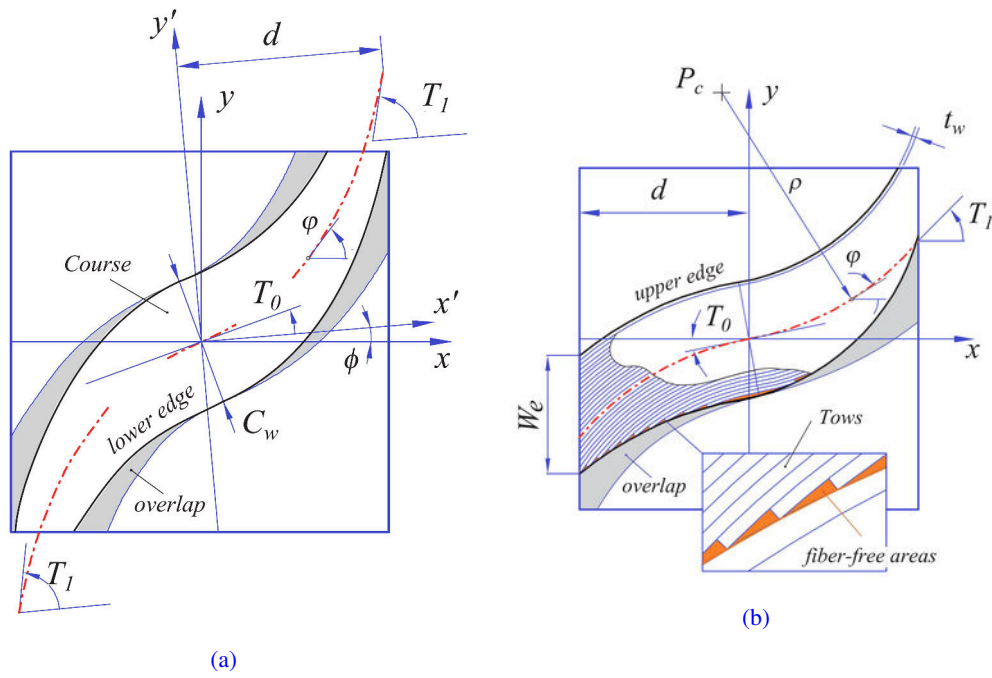 y′
d
y
T1
φ
Course
T0
x′
x
ϕ
lower edge
Cw
overlap
T1
(a)
Pc
y
tw
d
ρ
T1
upper edge
φ
T0
x
We
Tows
overlap
fiber-free areas
(b)